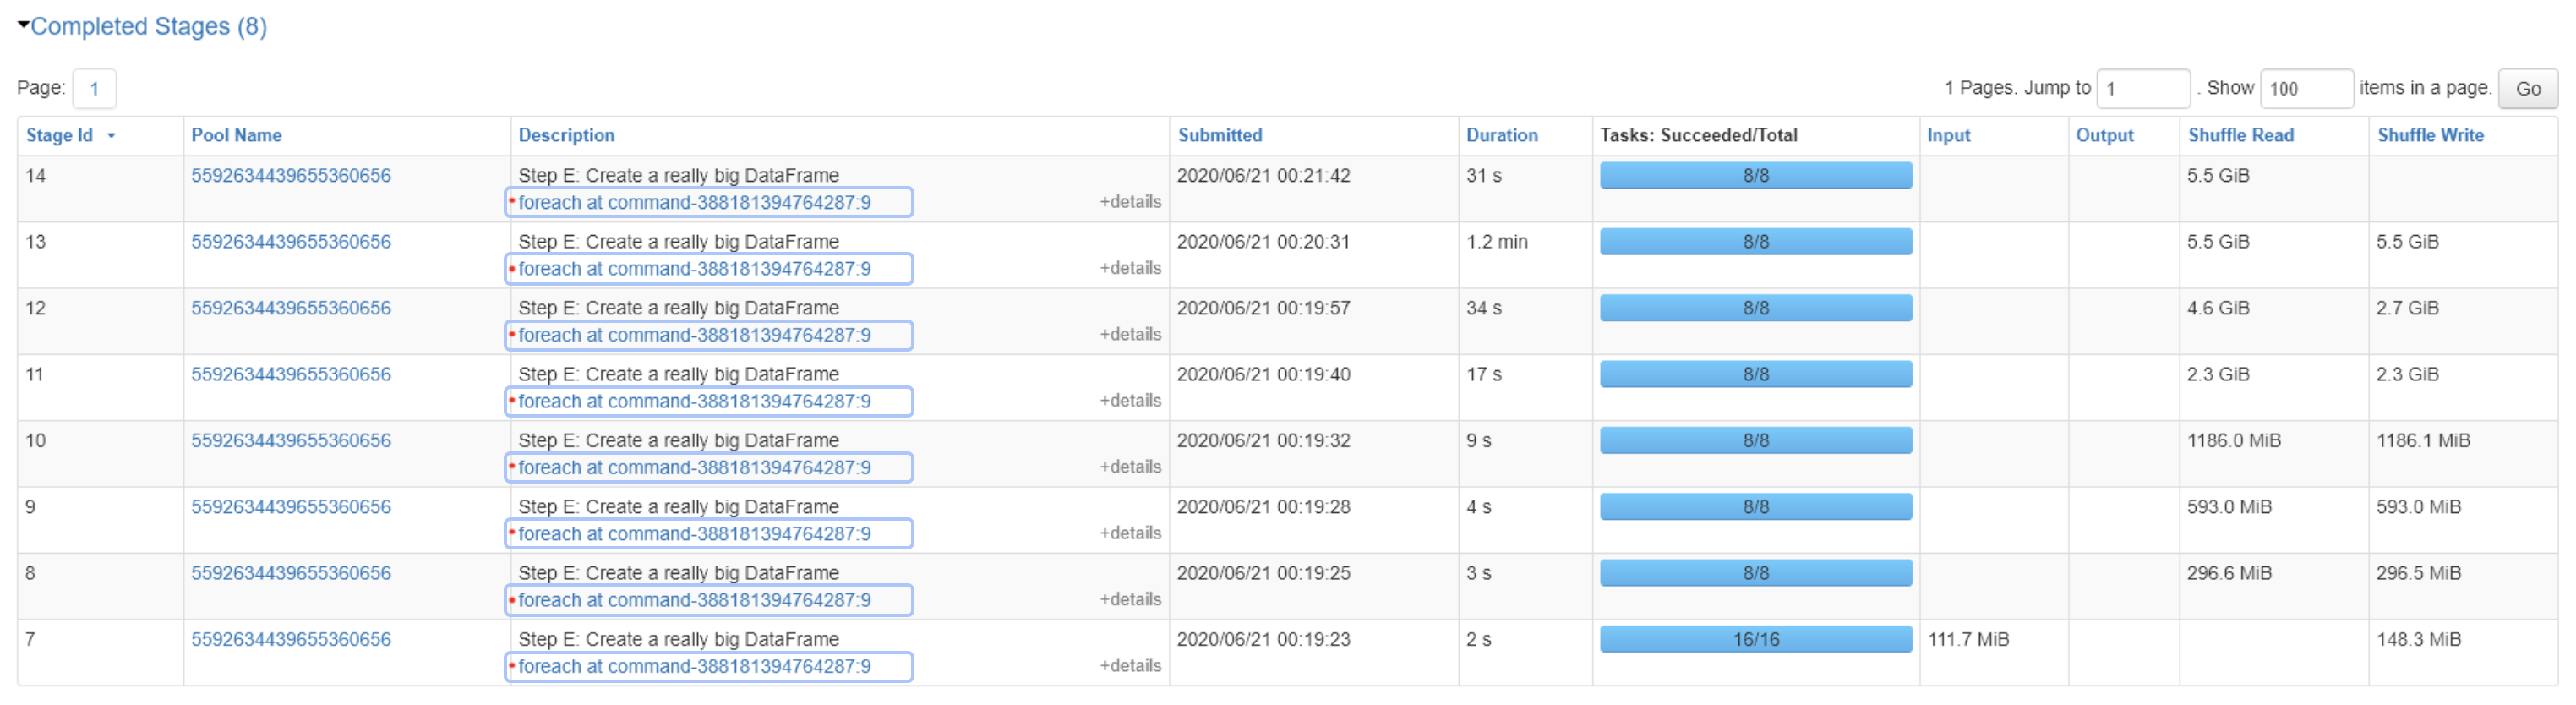 Completed Stages (8)
Page: 1 1 Pages. Jump to 1 . Show 100 items in a page. Go
Stage Id Pool Name Description Submitted Duration Tasks: Succeeded/Total Input Output Shuffle Read Shuffle Write
14 5592634439655360656 Step E: Create a really big DataFrame 2020/06/21 00:21:42 31 s 8/8 5.5 GiB
foreach at command-388181394764287:9 +details
13 5592634439655360656 Step E: Create a really big DataFrame 2020/06/21 00:20:31 1.2 min 8/8 5.5 GiB 5.5 GiB
foreach at command-388181394764287:9 +details
12 5592634439655360656 Step E: Create a really big DataFrame 2020/06/21 00:19:57 34 s 8/8 4.6 GiB 2.7 GiB
foreach at command-388181394764287:9 +details
11 5592634439655360656 Step E: Create a really big DataFrame 2020/06/21 00:19:40 17 s 8/8 2.3 GiB 2.3 GiB
foreach at command-388181394764287:9 +details
10 5592634439655360656 Step E: Create a really big DataFrame 2020/06/21 00:19:32 9 s 8/8 1186.0 MiB 1186.1 MiB
foreach at command-388181394764287:9 +details
9 5592634439655360656 Step E: Create a really big DataFrame 2020/06/21 00:19:28 4 s 8/8 593.0 MiB 593.0 MiB
foreach at command-388181394764287:9 +details
8 5592634439655360656 Step E: Create a really big DataFrame 2020/06/21 00:19:25 3 s 8/8 296.6 MiB 296.5 MiB
foreach at command-388181394764287:9 +details
7 5592634439655360656 Step E: Create a really big DataFrame 2020/06/21 00:19:23 2 s 16/16 111.7 MiB 148.3 MiB
foreach at command-388181394764287:9 +details